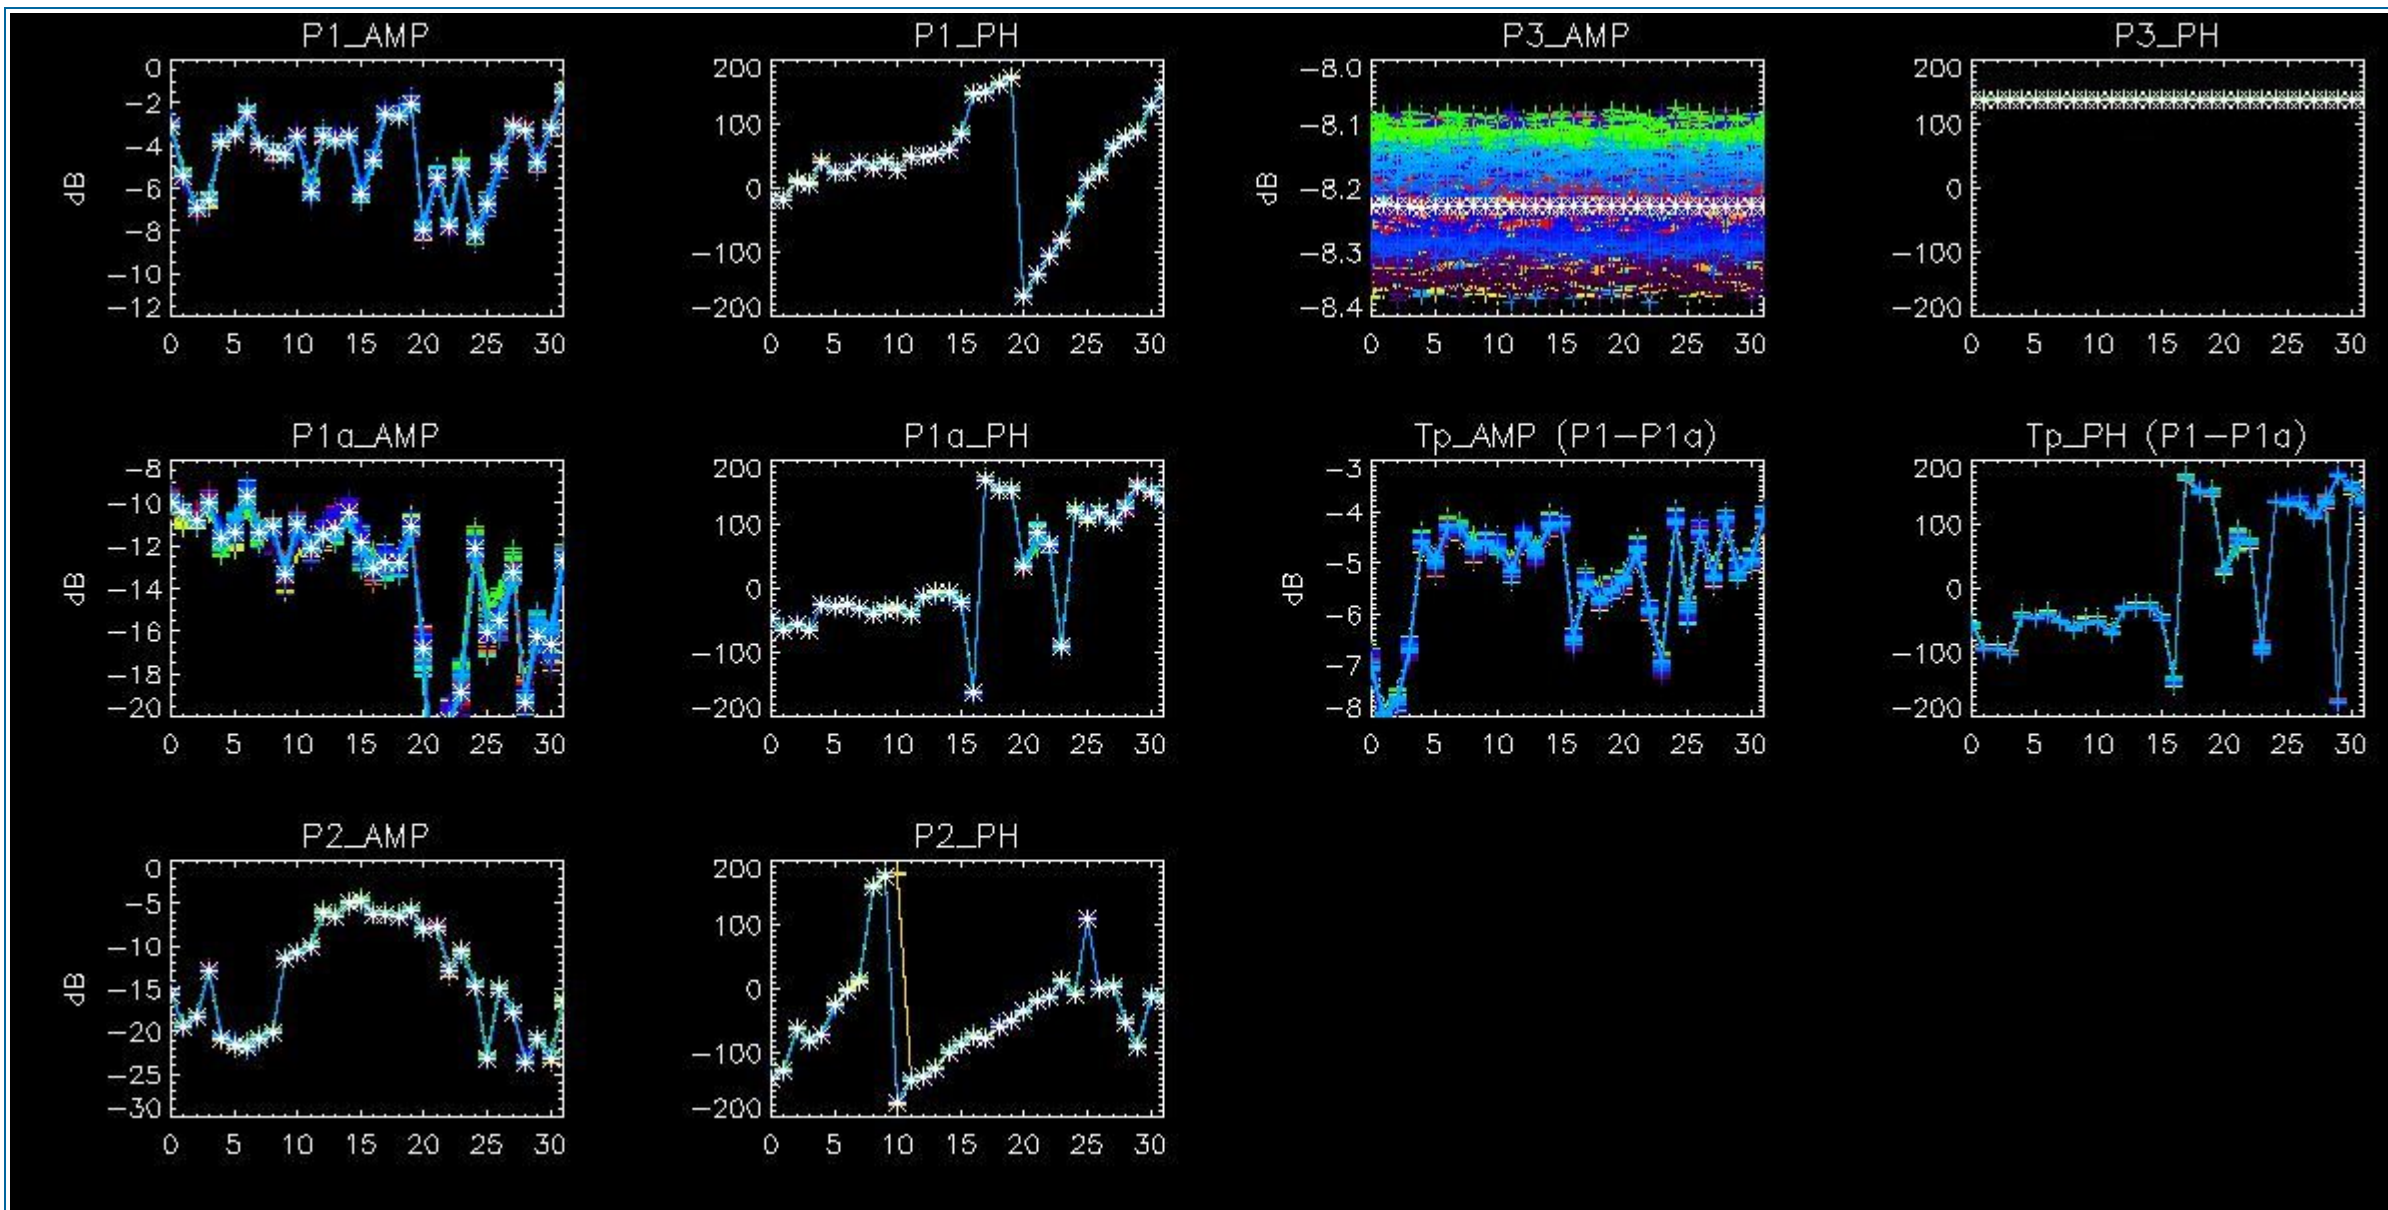 P1_AMP P1_PH P3_AMP P3_PH
0 200 -8.0 200
-2
-4 100 -8.1 100
dB -6 0 dB -8.2 0
-8
-10 -100 -8.3 -100
-12 -200 -8.4 -200
0 5 10 15 20 25 30 0 5 10 15 20 25 30 0 5 10 15 20 25 30 0 5 10 15 20 25 30
P1a_AMP P1a_PH Tp_AMP (P1-P1a) Tp_PH (P1-P1a)
-8 200 -3 200
-10 100 -4 100
-12
dB -14 0 dB -5 0
-16 -100 -6 -100
-18 -7
-20 -200 -8 -200
0 5 10 15 20 25 30 0 5 10 15 20 25 30 0 5 10 15 20 25 30 0 5 10 15 20 25 30
P2_AMP P2_PH
0 200
-5 100
-10
dB -15 0
-20 -100
-25
-30 -200
0 5 10 15 20 25 30 0 5 10 15 20 25 30